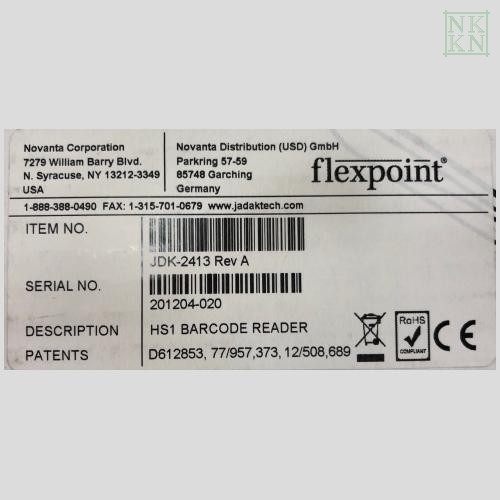 NK
KN
Novanta Corporation
7279 William Barry Blvd.
N. Syracuse, NY 13212-3349
USA
Novanta Distribution (USD) GmbH
Parkring 57-59
85748 Garching
Germany
flexpoint®
1-888-388-0490 FAX: 1-315-701-0679 www.jadaktech.com
ITEM NO.
JDK-2413 Rev A
SERIAL NO.
201204-020
DESCRIPTION HS1 BARCODE READER
PATENTS D612853, 77/957,373, 12/508,689
RoHS
COMPLIANT
CE